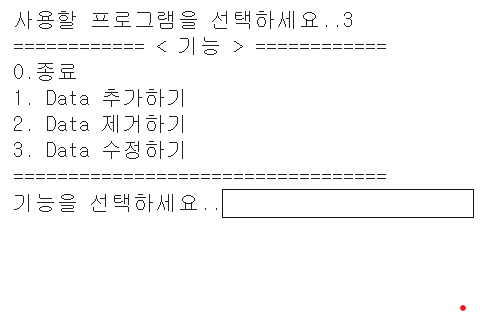 사용할 프로그램을 선택하세요..3
============ < 기능 > ============
0.종료
1. Data 추가하기
2. Data 제거하기
3. Data 수정하기
==================================
기능을 선택하세요..